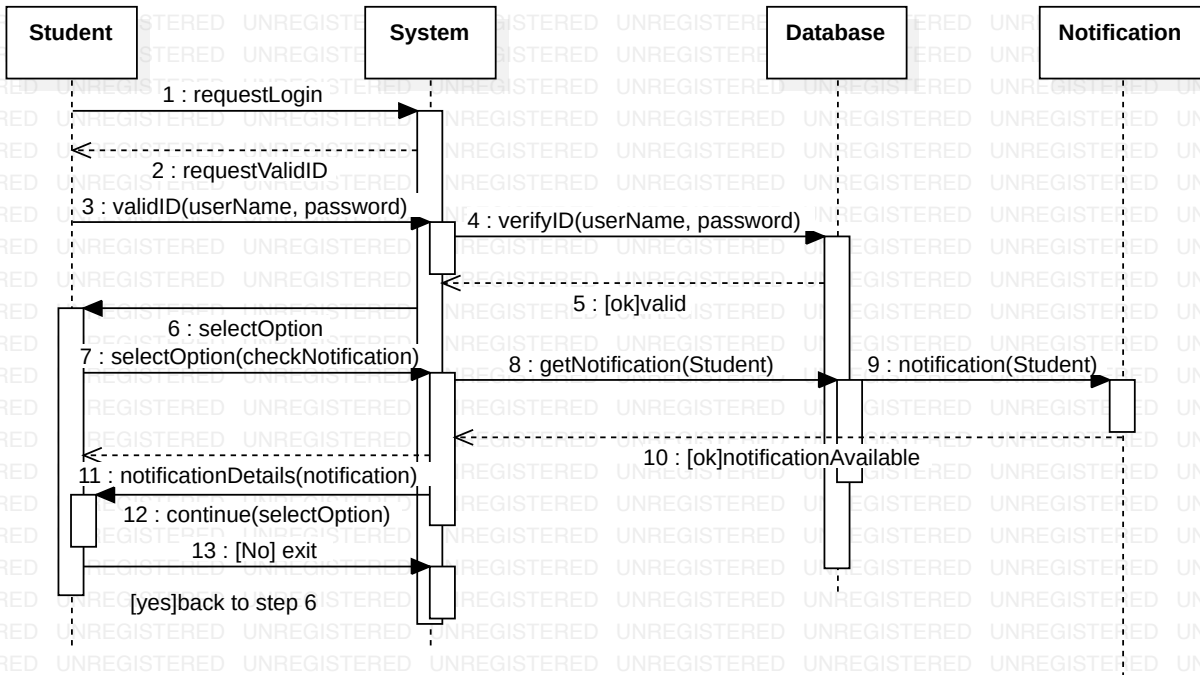 Student
System
Database
Notification
1 : requestLogin
2 : requestValidID
3 : validID(userName, password)
4 : verifyID(userName, password)
5 : [ok]valid
6 : selectOption
7 : selectOption(checkNotification)
8 : getNotification(Student)
9 : notification(Student)
10 : [ok]notificationAvailable
11 : notificationDetails(notification)
12 : continue(selectOption)
13 : [No] exit
[yes]back to step 6
UNREGISTERED